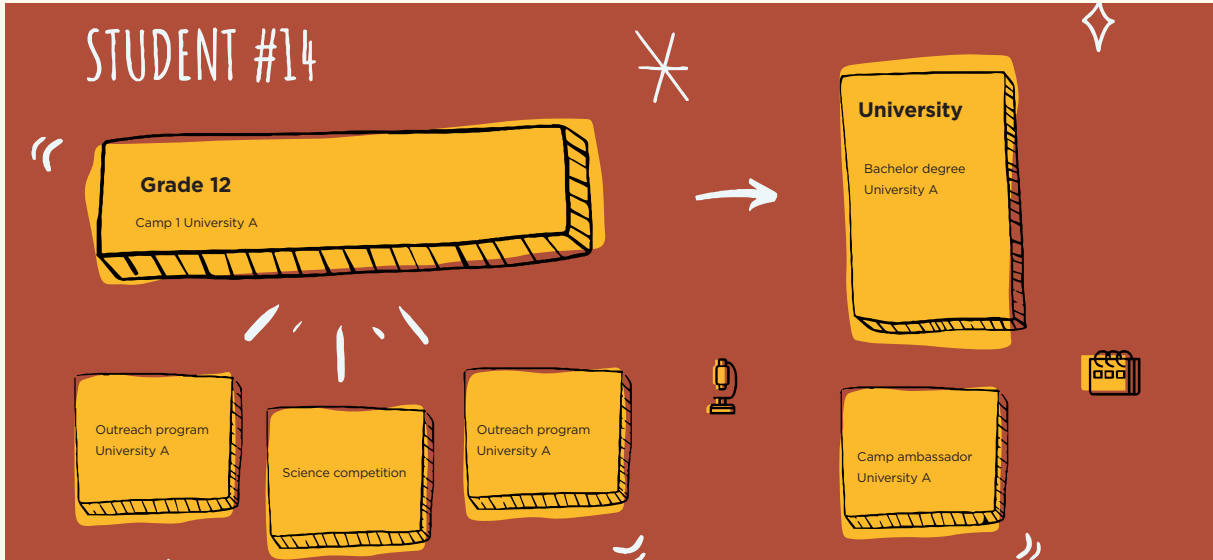 STUDENT #14
Grade 12
Camp 1 University A
University
Bachelor degree
University A
Outreach program
University A
Science competition
Outreach program
University A
Camp ambassador
University A